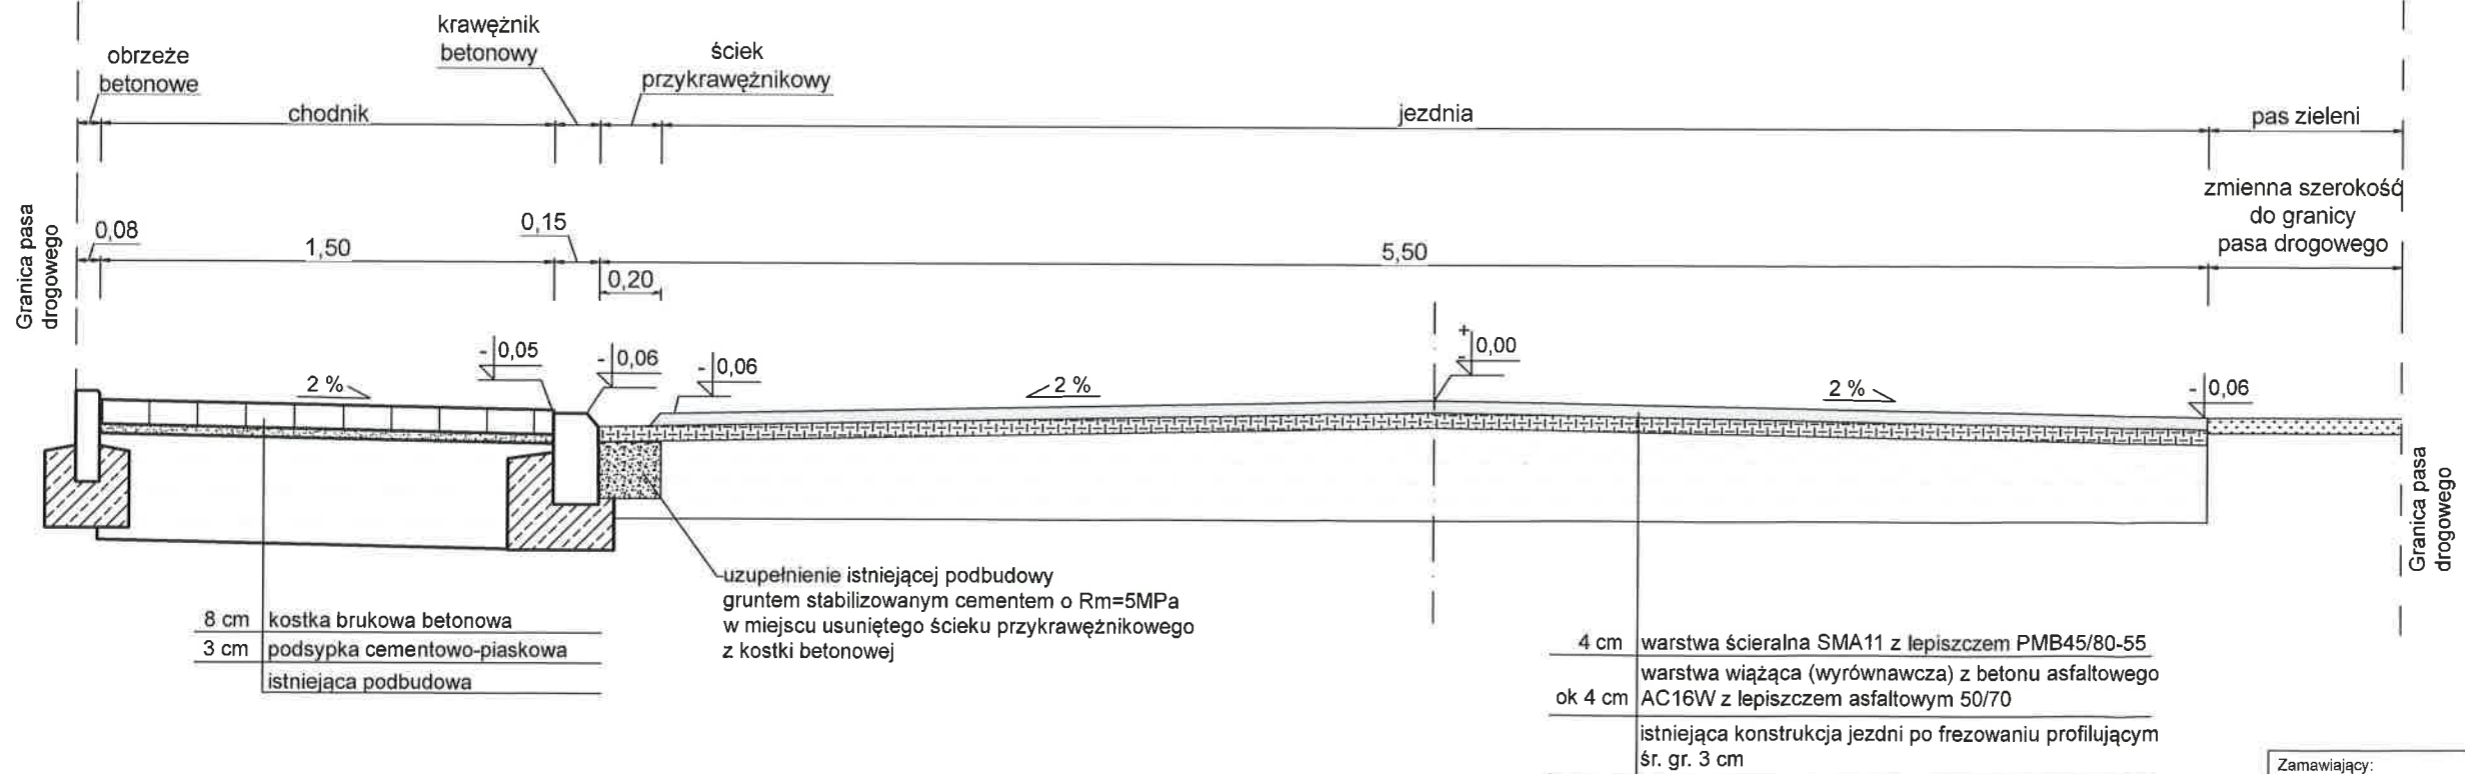 krawężnik
betonowy
obrzeże
betonowe
ściek
przykrawężnikowy
chodnik
jezdnia
pas zieleni
zmienna szerokość
do granicy
pasa drogowego
Granica pasa
drogowego
0,08
1,50
0,15
5,50
0,20
- 0,05
- 0,06
- 0,06
+
- 0,00
- 0,06
2 %
2 %
2 %
Granica pasa
drogowego
uzupełnienie istniejącej podbudowy
gruntem stabilizowanym cementem o Rm=5MPa
w miejscu usuniętego ścieku przykrawężnikowego
z kostki betonowej
8 cm kostka brukowa betonowa
3 cm podsypka cementowo-piaskowa
istniejąca podbudowa
4 cm warstwa ścieralna SMA11 z lepiszczem PMB45/80-55
warstwa wiążąca (wyrównawcza) z betonu asfaltowego
ok 4 cm AC16W z lepiszczem asfaltowym 50/70
istniejąca konstrukcja jezdni po frezowaniu profilującym
śr. gr. 3 cm
Zamawiający: